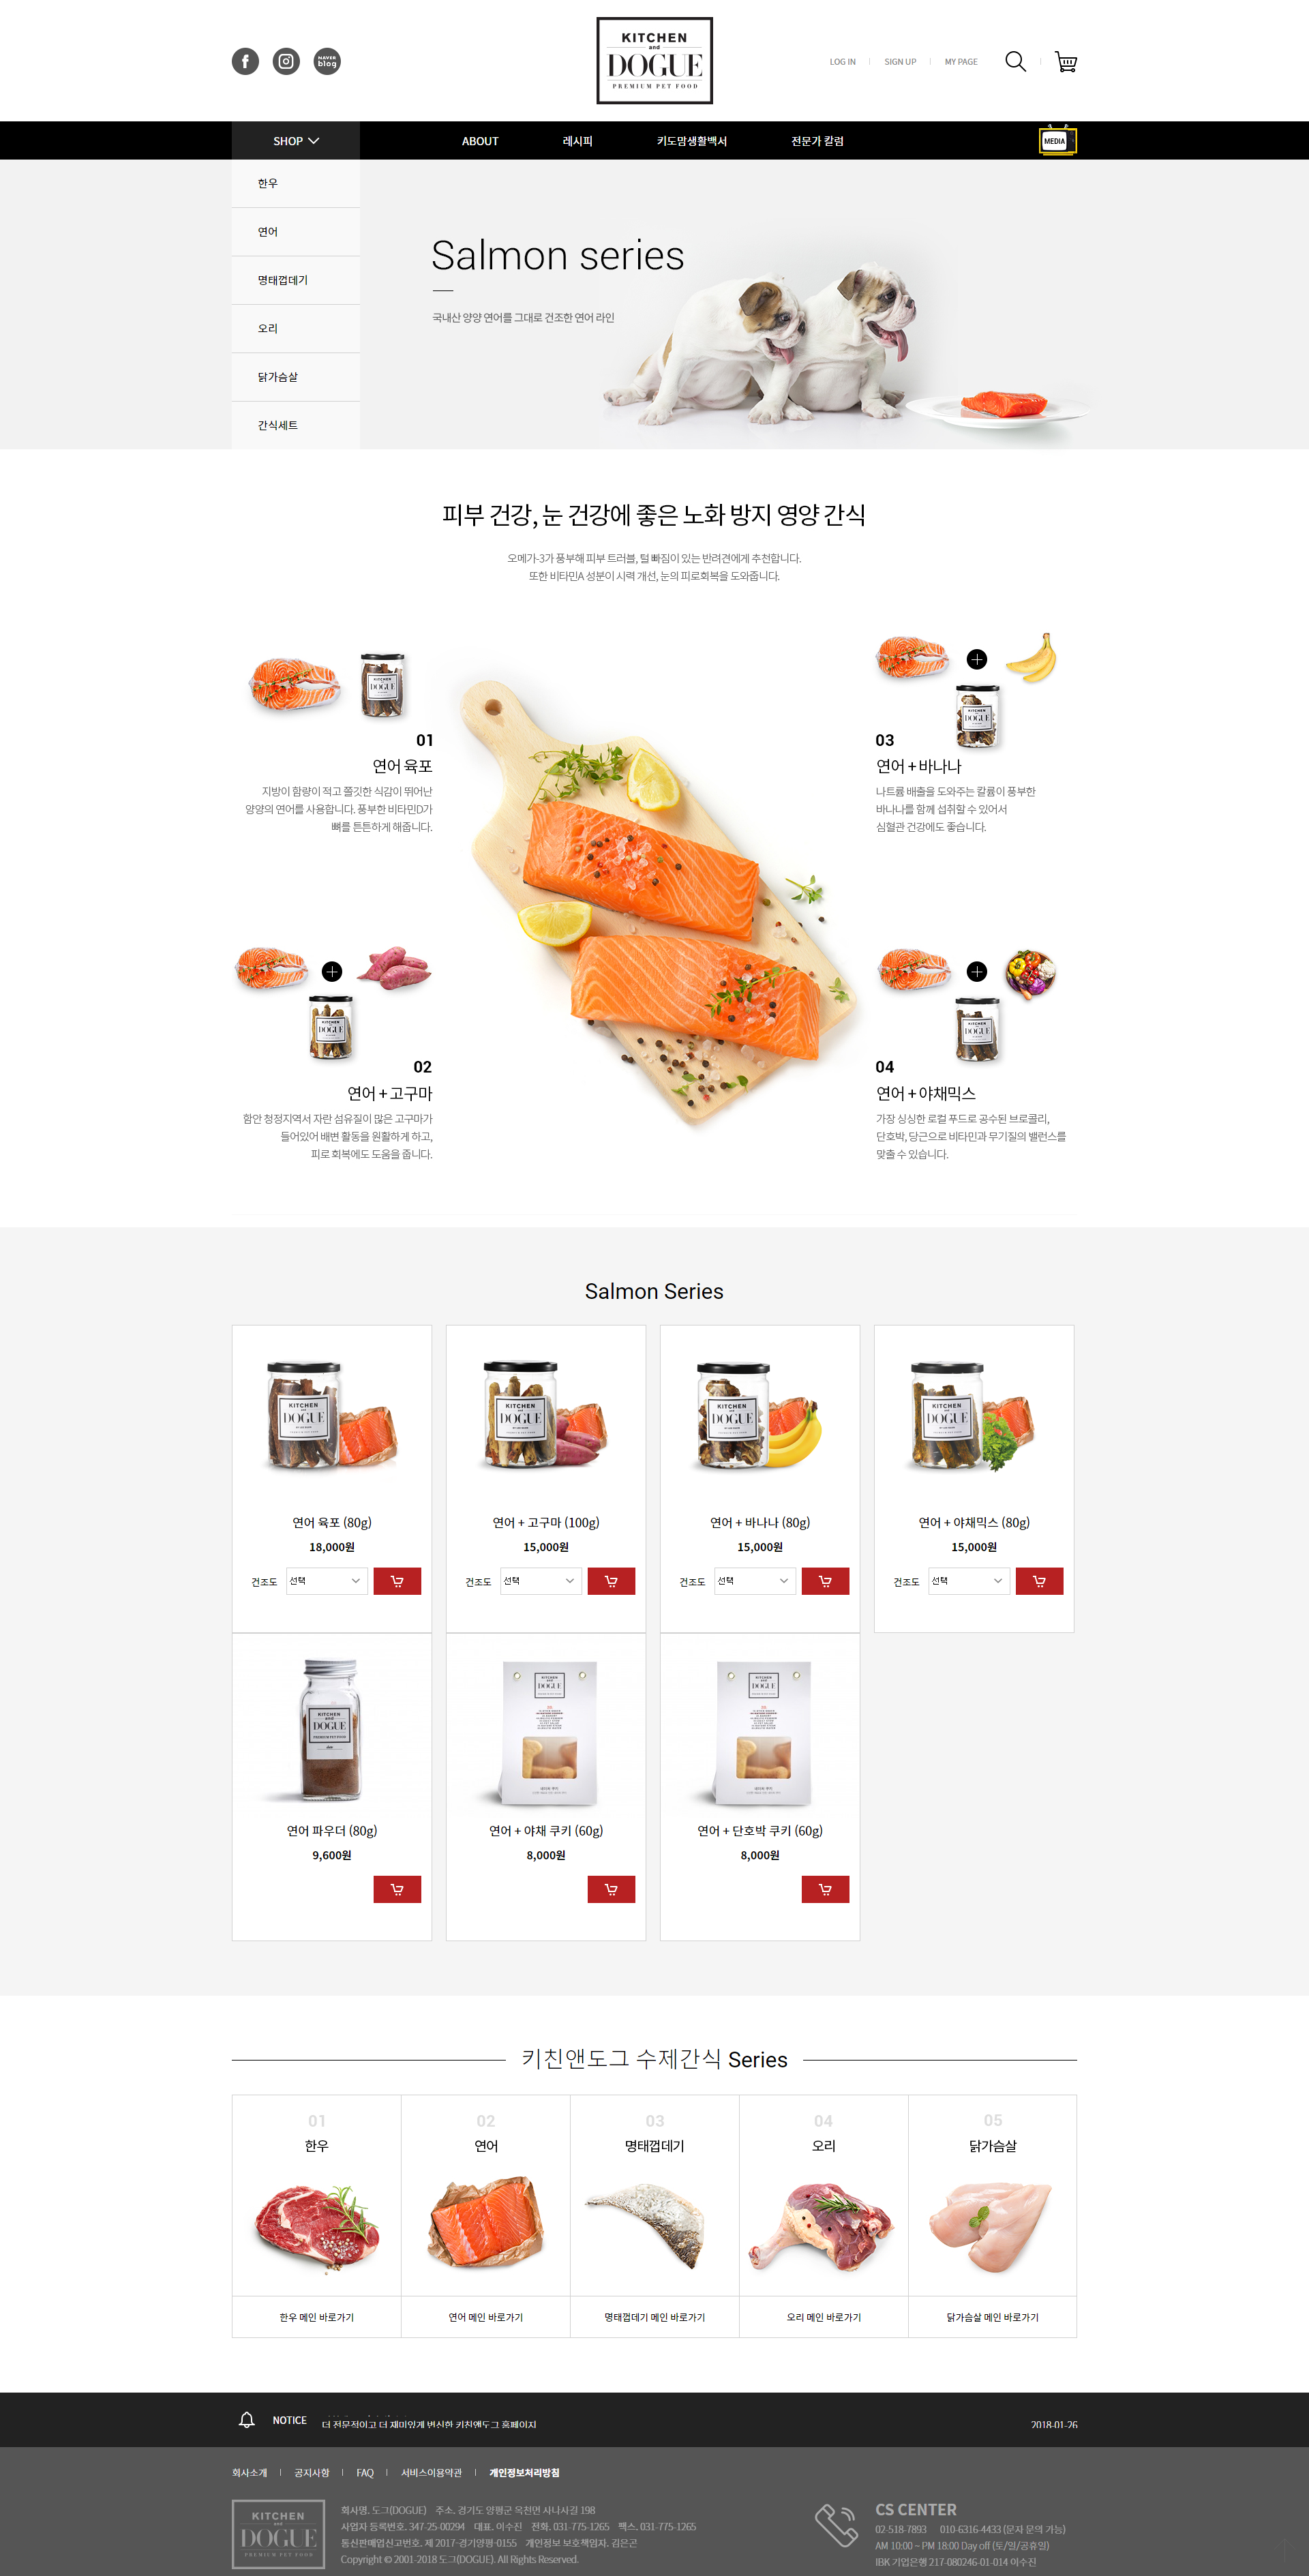 NAVER
blog
KITCHEN
and
DOGUE
PREMIUM PET FOOD
LOG IN
SIGN UP
MY PAGE
SHOP
ABOUT
레시피
키도맘생활백서
전문가 칼럼
MEDIA
한우
연어
명태껍데기
오리
닭가슴살
간식세트
Salmon series
국내산 양양 연어를 그대로 건조한 연어 라인
피부 건강, 눈 건강에 좋은 노화 방지 영양 간식
오메가-3가 풍부해 피부 트러블, 털 빠짐이 있는 반려견에게 추천합니다.
또한 비타민A 성분이 시력 개선, 눈의 피로회복을 도와줍니다.
KITCHEN
DOGUE
01
연어 육포
지방이 함량이 적고 쫄깃한 식감이 뛰어난
양양의 연어를 사용합니다. 풍부한 비타민D가
뼈를 튼튼하게 해줍니다.
KITCHEN
DOGUE
03
연어 + 바나나
나트륨 배출을 도와주는 칼륨이 풍부한
바나나를 함께 섭취할 수 있어서
심혈관 건강에도 좋습니다.
KITCHEN
DOGUE
02
연어 + 고구마
함안 청정지역서 자란 섬유질이 많은 고구마가
들어있어 배변 활동을 원활하게 하고,
피로 회복에도 도움을 줍니다.
KITCHEN
DOGUE
04
연어 + 야채믹스
가장 싱싱한 로컬 푸드로 공수된 브로콜리,
단호박, 당근으로 비타민과 무기질의 밸런스를
맞출 수 있습니다.
Salmon Series
KITCHEN
and
DOGUE
연어 육포 (80g)
18,000원
건조도
선택
KITCHEN
and
DOGUE
연어 + 고구마 (100g)
15,000원
건조도
선택
KITCHEN
and
DOGUE
연어 + 바나나 (80g)
15,000원
건조도
선택
KITCHEN
and
DOGUE
연어 + 야채믹스 (80g)
15,000원
건조도
선택
KITCHEN
and
DOGUE
PREMIUM PET FOOD
연어 파우더 (80g)
9,600원
KITCHEN
DOGUE
연어 + 야채 쿠키 (60g)
8,000원
KITCHEN
DOGUE
연어 + 단호박 쿠키 (60g)
8,000원
키친앤도그 수제간식 Series
01
한우
한우 메인 바로가기
02
연어
연어 메인 바로가기
03
명태껍데기
명태껍데기 메인 바로가기
04
오리
오리 메인 바로가기
05
닭가슴살
닭가슴살 메인 바로가기
NOTICE
더 전문적이고 더 재미있게 변신한 키친앤도그 홈페이지
2018-01-26
회사소개
공지사항
FAQ
서비스이용약관
개인정보처리방침
KITCHEN
and
DOGUE
PREMIUM PET FOOD
회사명. 도그(DOGUE) 주소. 경기도 양평군 옥천면 사나사길 198
사업자 등록번호. 347-25-00294 대표. 이수진 전화. 031-775-1265 팩스. 031-775-1265
통신판매업신고번호. 제 2017-경기양평-0155 개인정보 보호책임자. 김은곤
Copyright © 2001-2018 도그(DOGUE). All Rights Reserved.
CS CENTER
02-518-7893 010-6316-4433 (문자 문의 가능)
AM 10:00 ~ PM 18:00 Day off (토/일/공휴일)
IBK 기업은행 217-080246-01-014 이수진